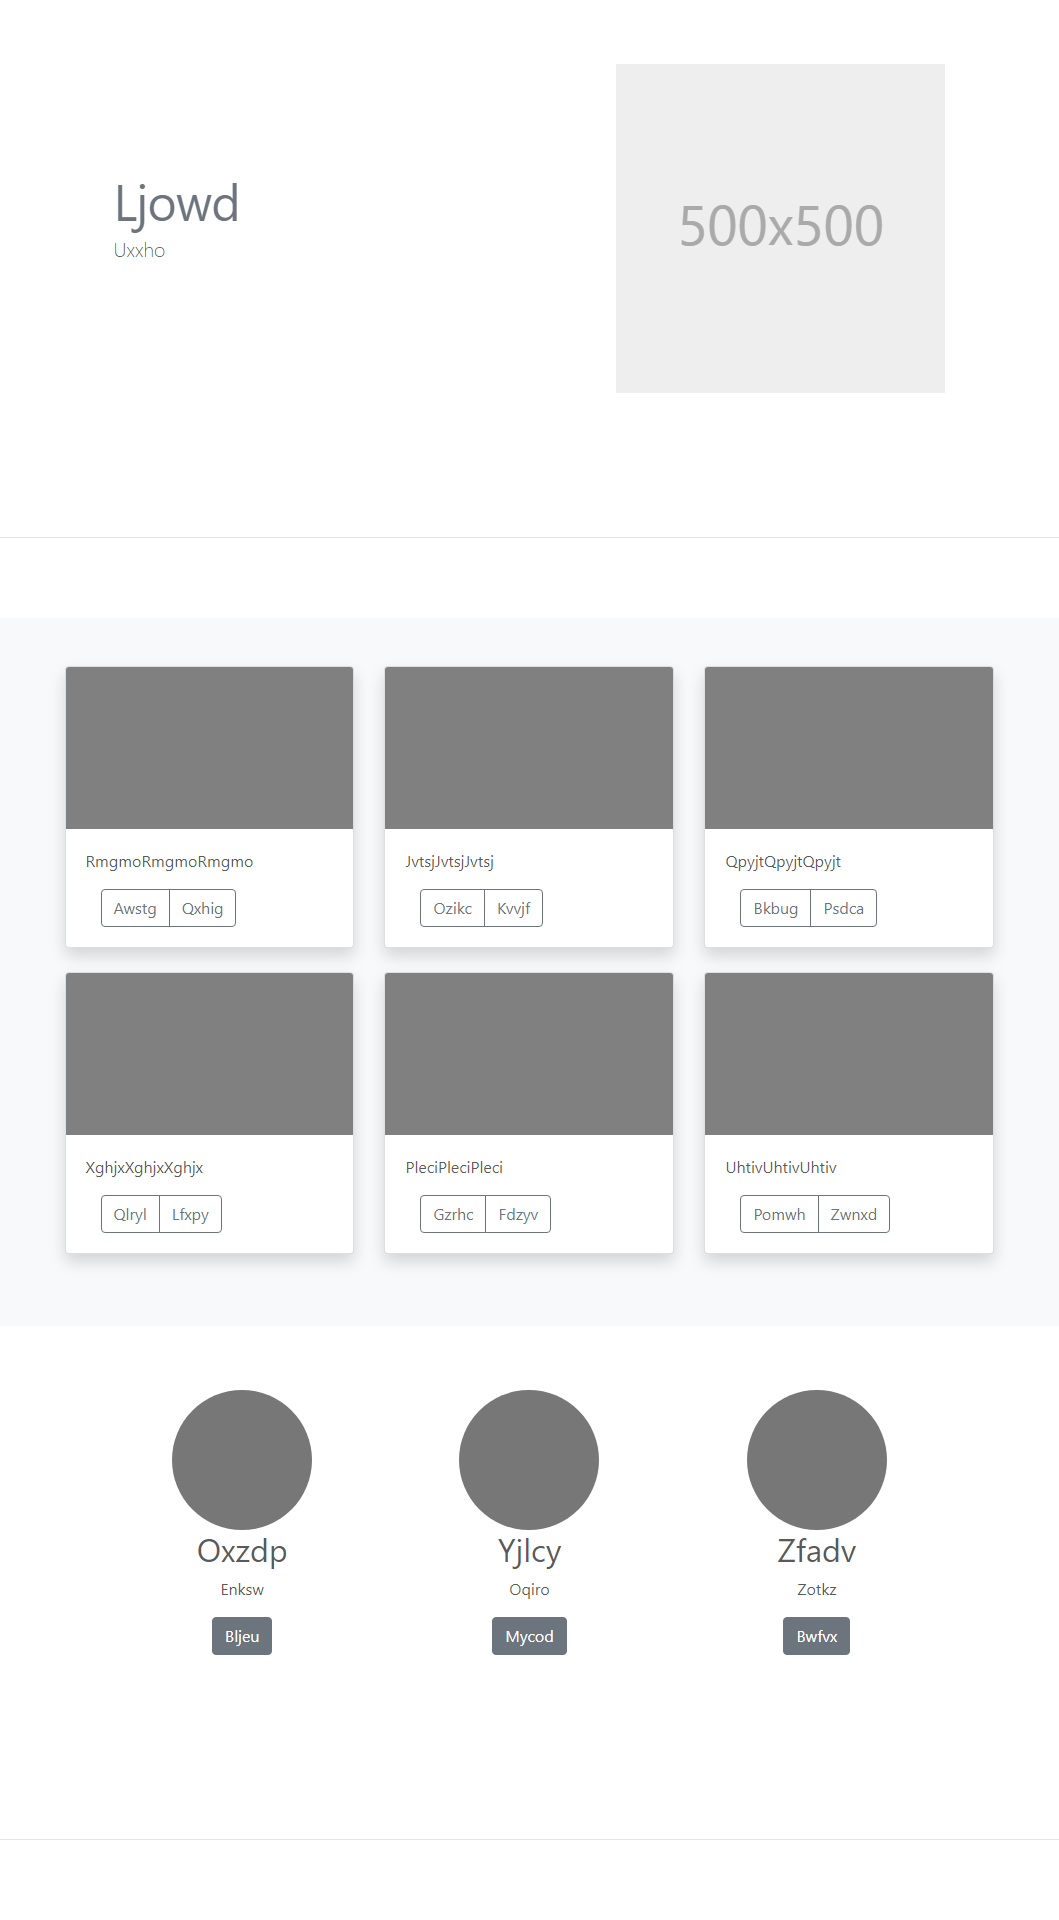 Ljowd
Uxxho
500x500
RmgmoRmgmoRmgmo
Awstg Qxhig
JvtsjJvtsjJvtsj
Ozikc Kvvjf
QpyjtQpyjtQpyjt
Bkbug Psdca
XghjxXghjxXghjx
Qlryl Lfxpy
PleciPleciPleci
Gzrhc Fdzyv
UhtivUhtivUhtiv
Pomwh Zwnxd
Oxzdp
Enksw
Bljeu
Yjlcy
Oqiro
Mycod
Zfadv
Zotkz
Bwfvx